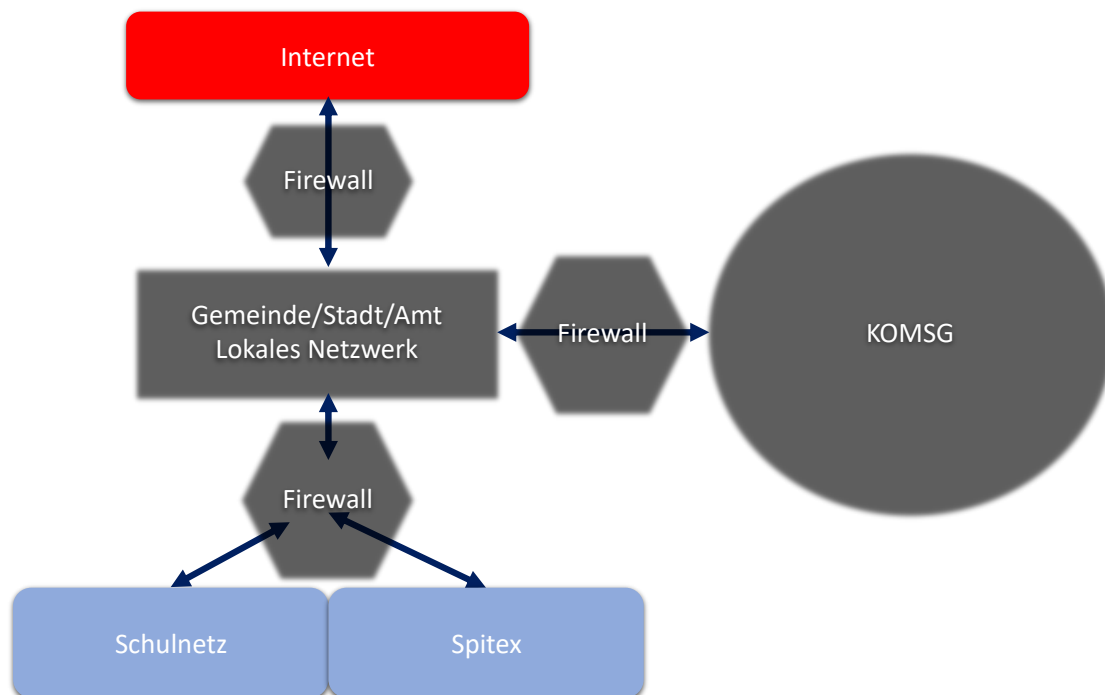 Internet
Firewall
Gemeinde/Stadt/Amt
Lokales Netzwerk
Firewall
KOMSG
Firewall
Schulnetz
Spitex